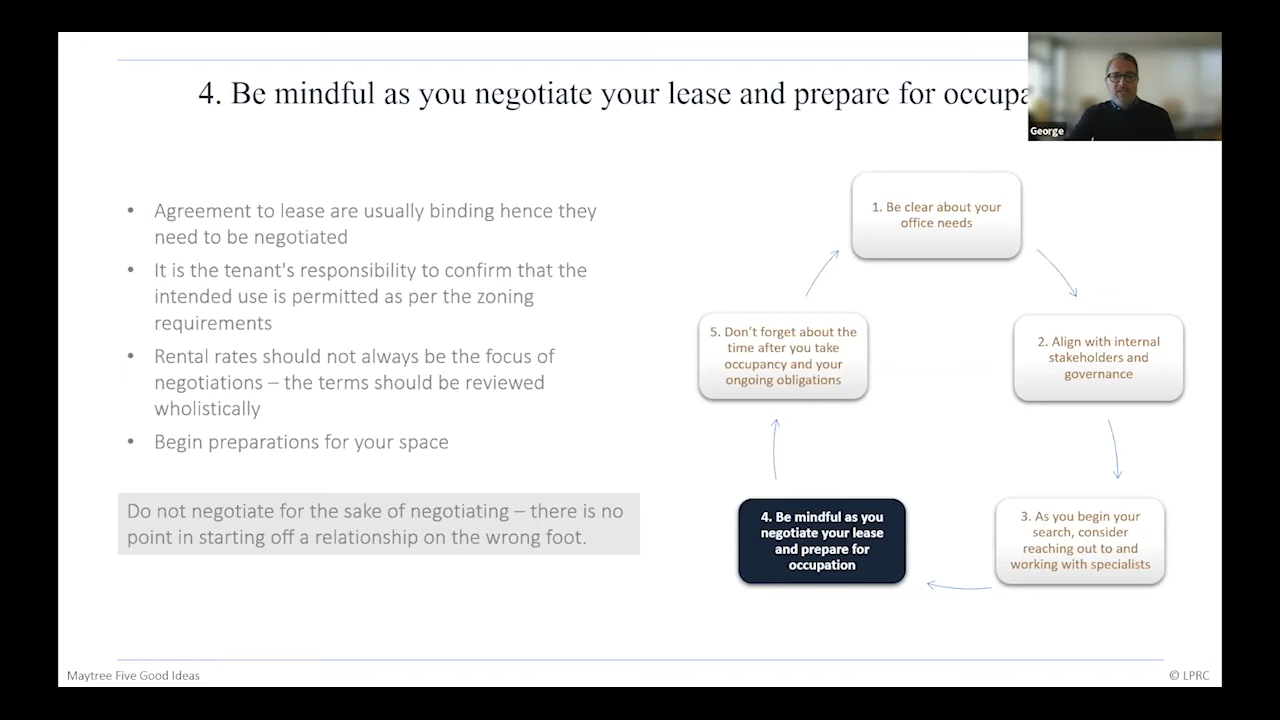 4. Be mindful as you negotiate your lease and prepare for occupa
George
• Agreement to lease are usually binding hence they
need to be negotiated
• It is the tenant's responsibility to confirm that the
intended use is permitted as per the zoning
requirements
• Rental rates should not always be the focus of
negotiations – the terms should be reviewed
wholistically
• Begin preparations for your space
Do not negotiate for the sake of negotiating – there is no
point in starting off a relationship on the wrong foot.
1. Be clear about your
office needs
2. Align with internal
stakeholders and
governance
3. As you begin your
search, consider
reaching out to and
working with specialists
4. Be mindful as you
negotiate your lease
and prepare for
occupation
5. Don’t forget about the
time after you take
occupancy and your
ongoing obligations
Maytree Five Good Ideas
© LPRC